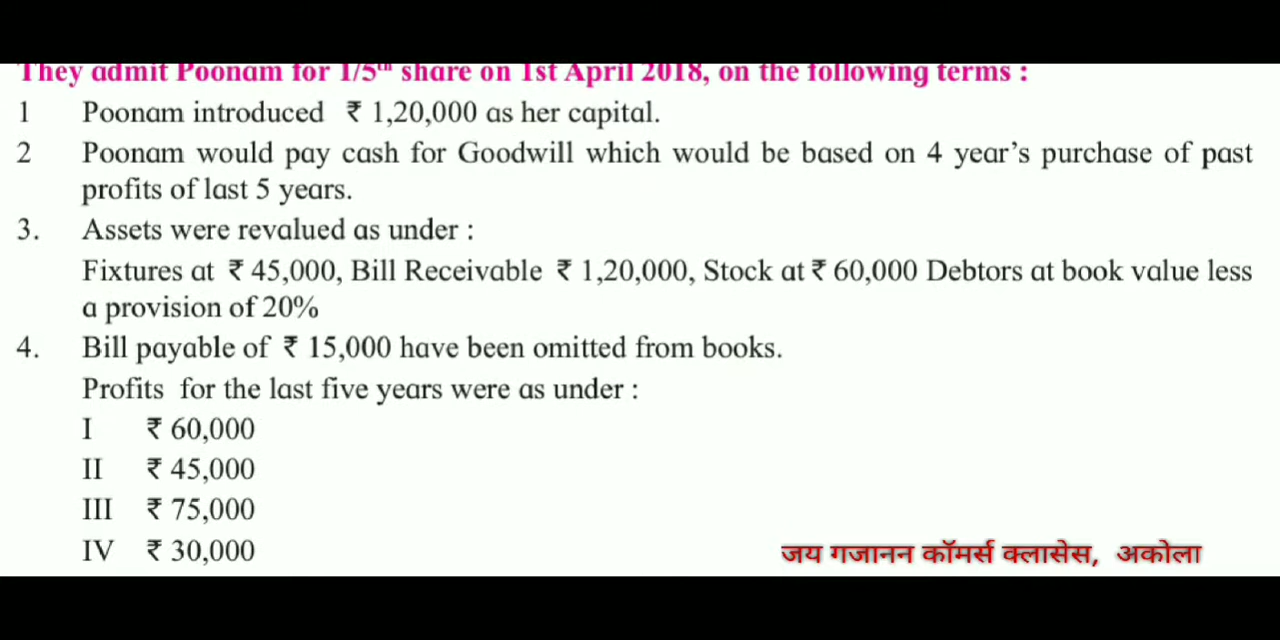 They admit Poonam for 1/5th share on 1st April 2018, on the following terms :
1 Poonam introduced ₹ 1,20,000 as her capital.
2 Poonam would pay cash for Goodwill which would be based on 4 year’s purchase of past
profits of last 5 years.
3. Assets were revalued as under :
Fixtures at ₹ 45,000, Bill Receivable ₹ 1,20,000, Stock at ₹ 60,000 Debtors at book value less
a provision of 20%
4. Bill payable of ₹ 15,000 have been omitted from books.
Profits for the last five years were as under :
I ₹ 60,000
II ₹ 45,000
III ₹ 75,000
IV ₹ 30,000
जय गजानन कॉमर्स क्लासेस, अकोला